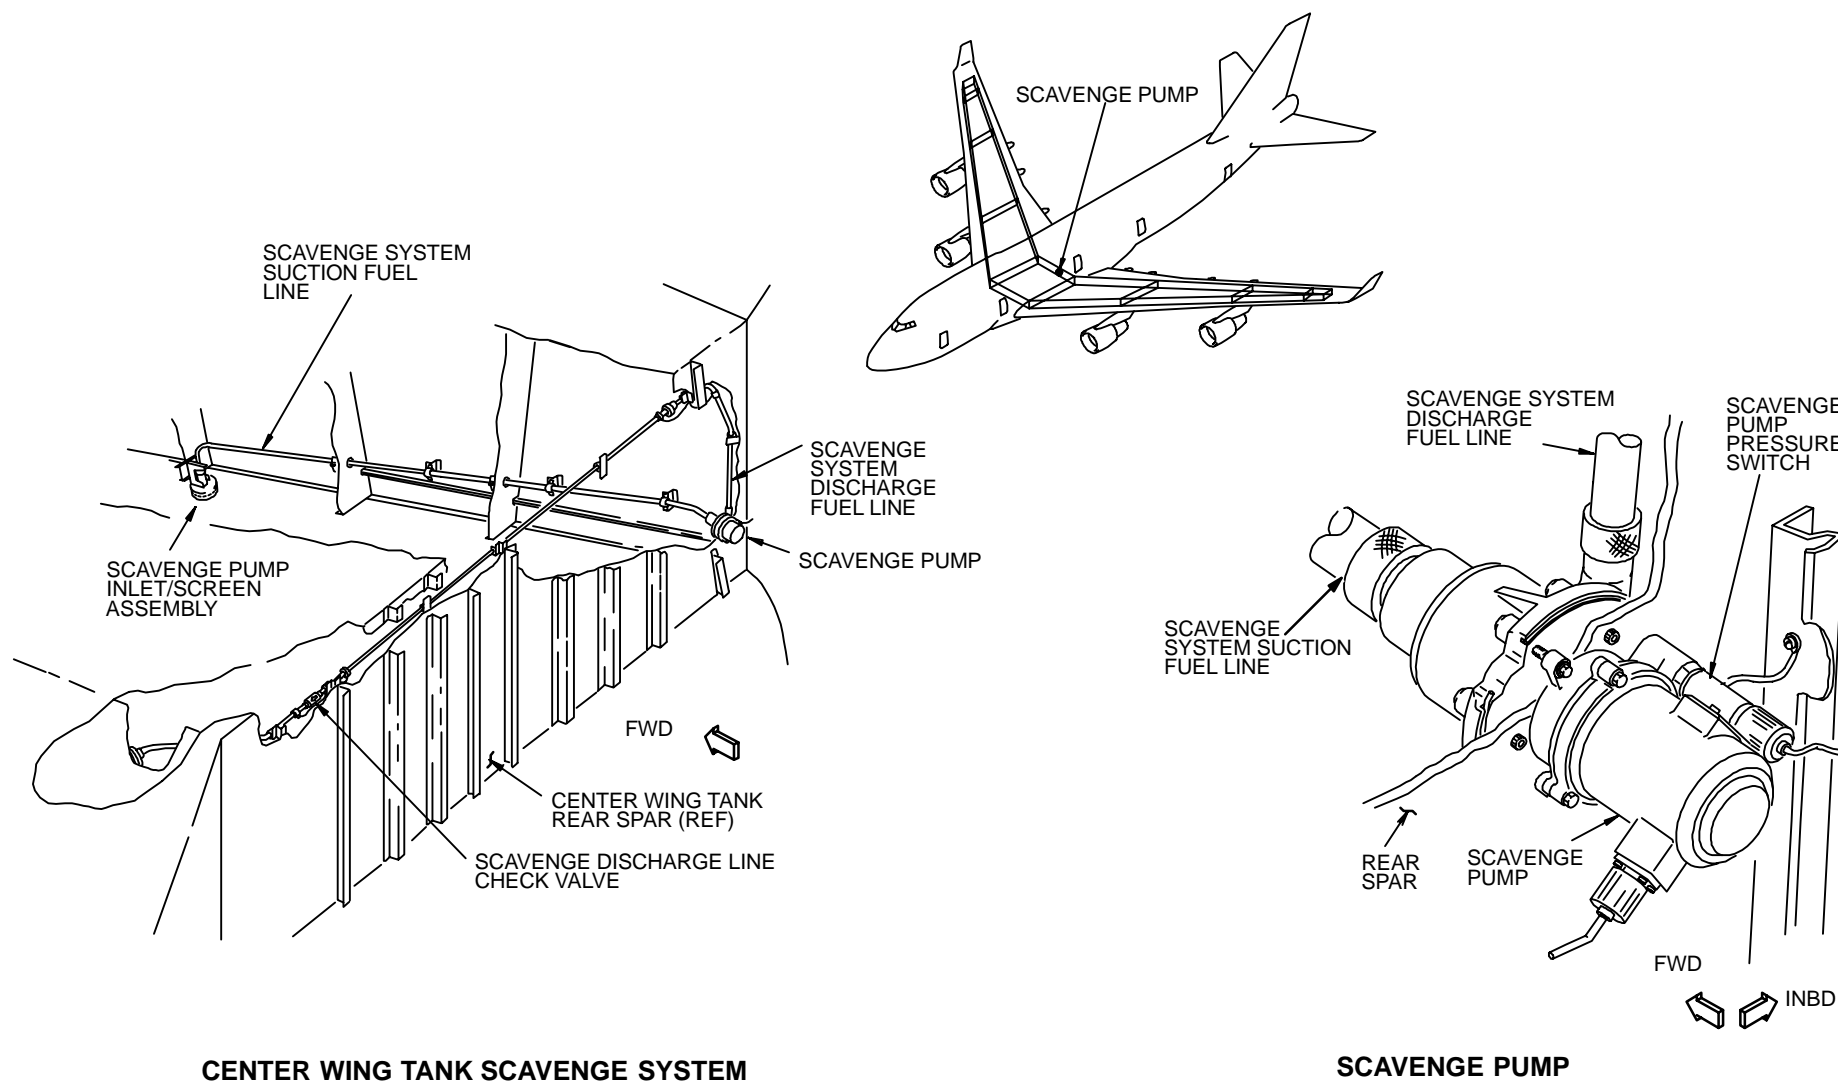 SCAVENGE PUMP
SCAVENGE SYSTEM
SUCTION FUEL
LINE
SCAVENGE
SYSTEM
DISCHARGE
FUEL LINE
SCAVENGE PUMP
SCAVENGE PUMP
INLET/SCREEN
ASSEMBLY
FWD
CENTER WING TANK
REAR SPAR (REF)
SCAVENGE DISCHARGE LINE
CHECK VALVE
CENTER WING TANK SCAVENGE SYSTEM
SCAVENGE SYSTEM
DISCHARGE
FUEL LINE
SCAVENGE
PUMP
PRESSURE
SWITCH
SCAVENGE
SYSTEM SUCTION
FUEL LINE
REAR
SPAR
SCAVENGE
PUMP
FWD
INBD
SCAVENGE PUMP